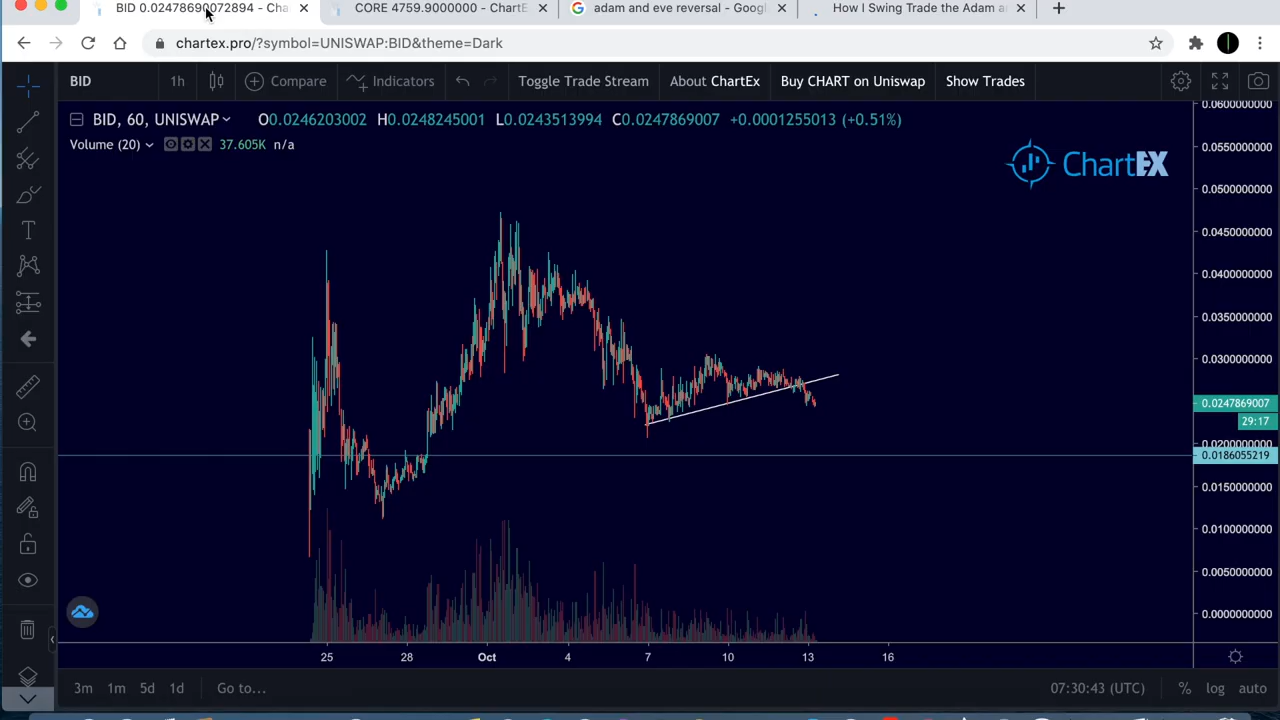 BID 0.02478690072894 - Cha
CORE 4759.9000000 - ChartE
adam and eve reversal - Googl
How I Swing Trade the Adam a
chartex.pro/?symbol=UNISWAP:BID&theme=Dark
BID 1h Compare Indicators Toggle Trade Stream About ChartEx Buy CHART on Uniswap Show Trades
BID, 60, UNISWAP O0.0246203002 H0.0248245001 L0.0243513994 C0.0247869007 +0.0001255013 (+0.51%)
Volume (20) 37.605K n/a
ChartEX
0.0600000000
0.0550000000
0.0500000000
0.0450000000
0.0400000000
0.0350000000
0.0300000000
0.0247869007
29:17
0.0200000000
0.0186055219
0.0150000000
0.0100000000
0.0050000000
0.0000000000
25 28 Oct 4 7 10 13 16
3m 1m 5d 1d Go to... 07:30:43 (UTC) % log auto